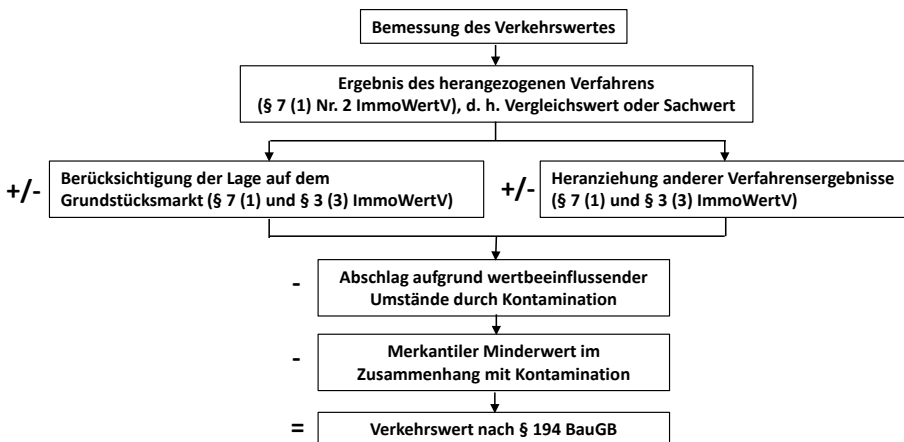 Bemessung des Verkehrswertes
Ergebnis des herangezogenen Verfahrens
(§ 7 (1) Nr. 2 ImmoWertV), d. h. Vergleichswert oder Sachwert
+/-
Berücksichtigung der Lage auf dem
Grundstücksmarkt (§ 7 (1) und § 3 (3) ImmoWertV)
+/-
Heranziehung anderer Verfahrensergebnisse
(§ 7 (1) und § 3 (3) ImmoWertV)
-
Abschlag aufgrund wertbeeinflussender
Umstände durch Kontamination
-
Merkantiler Minderwert im
Zusammenhang mit Kontamination
=
Verkehrswert nach § 194 BauGB